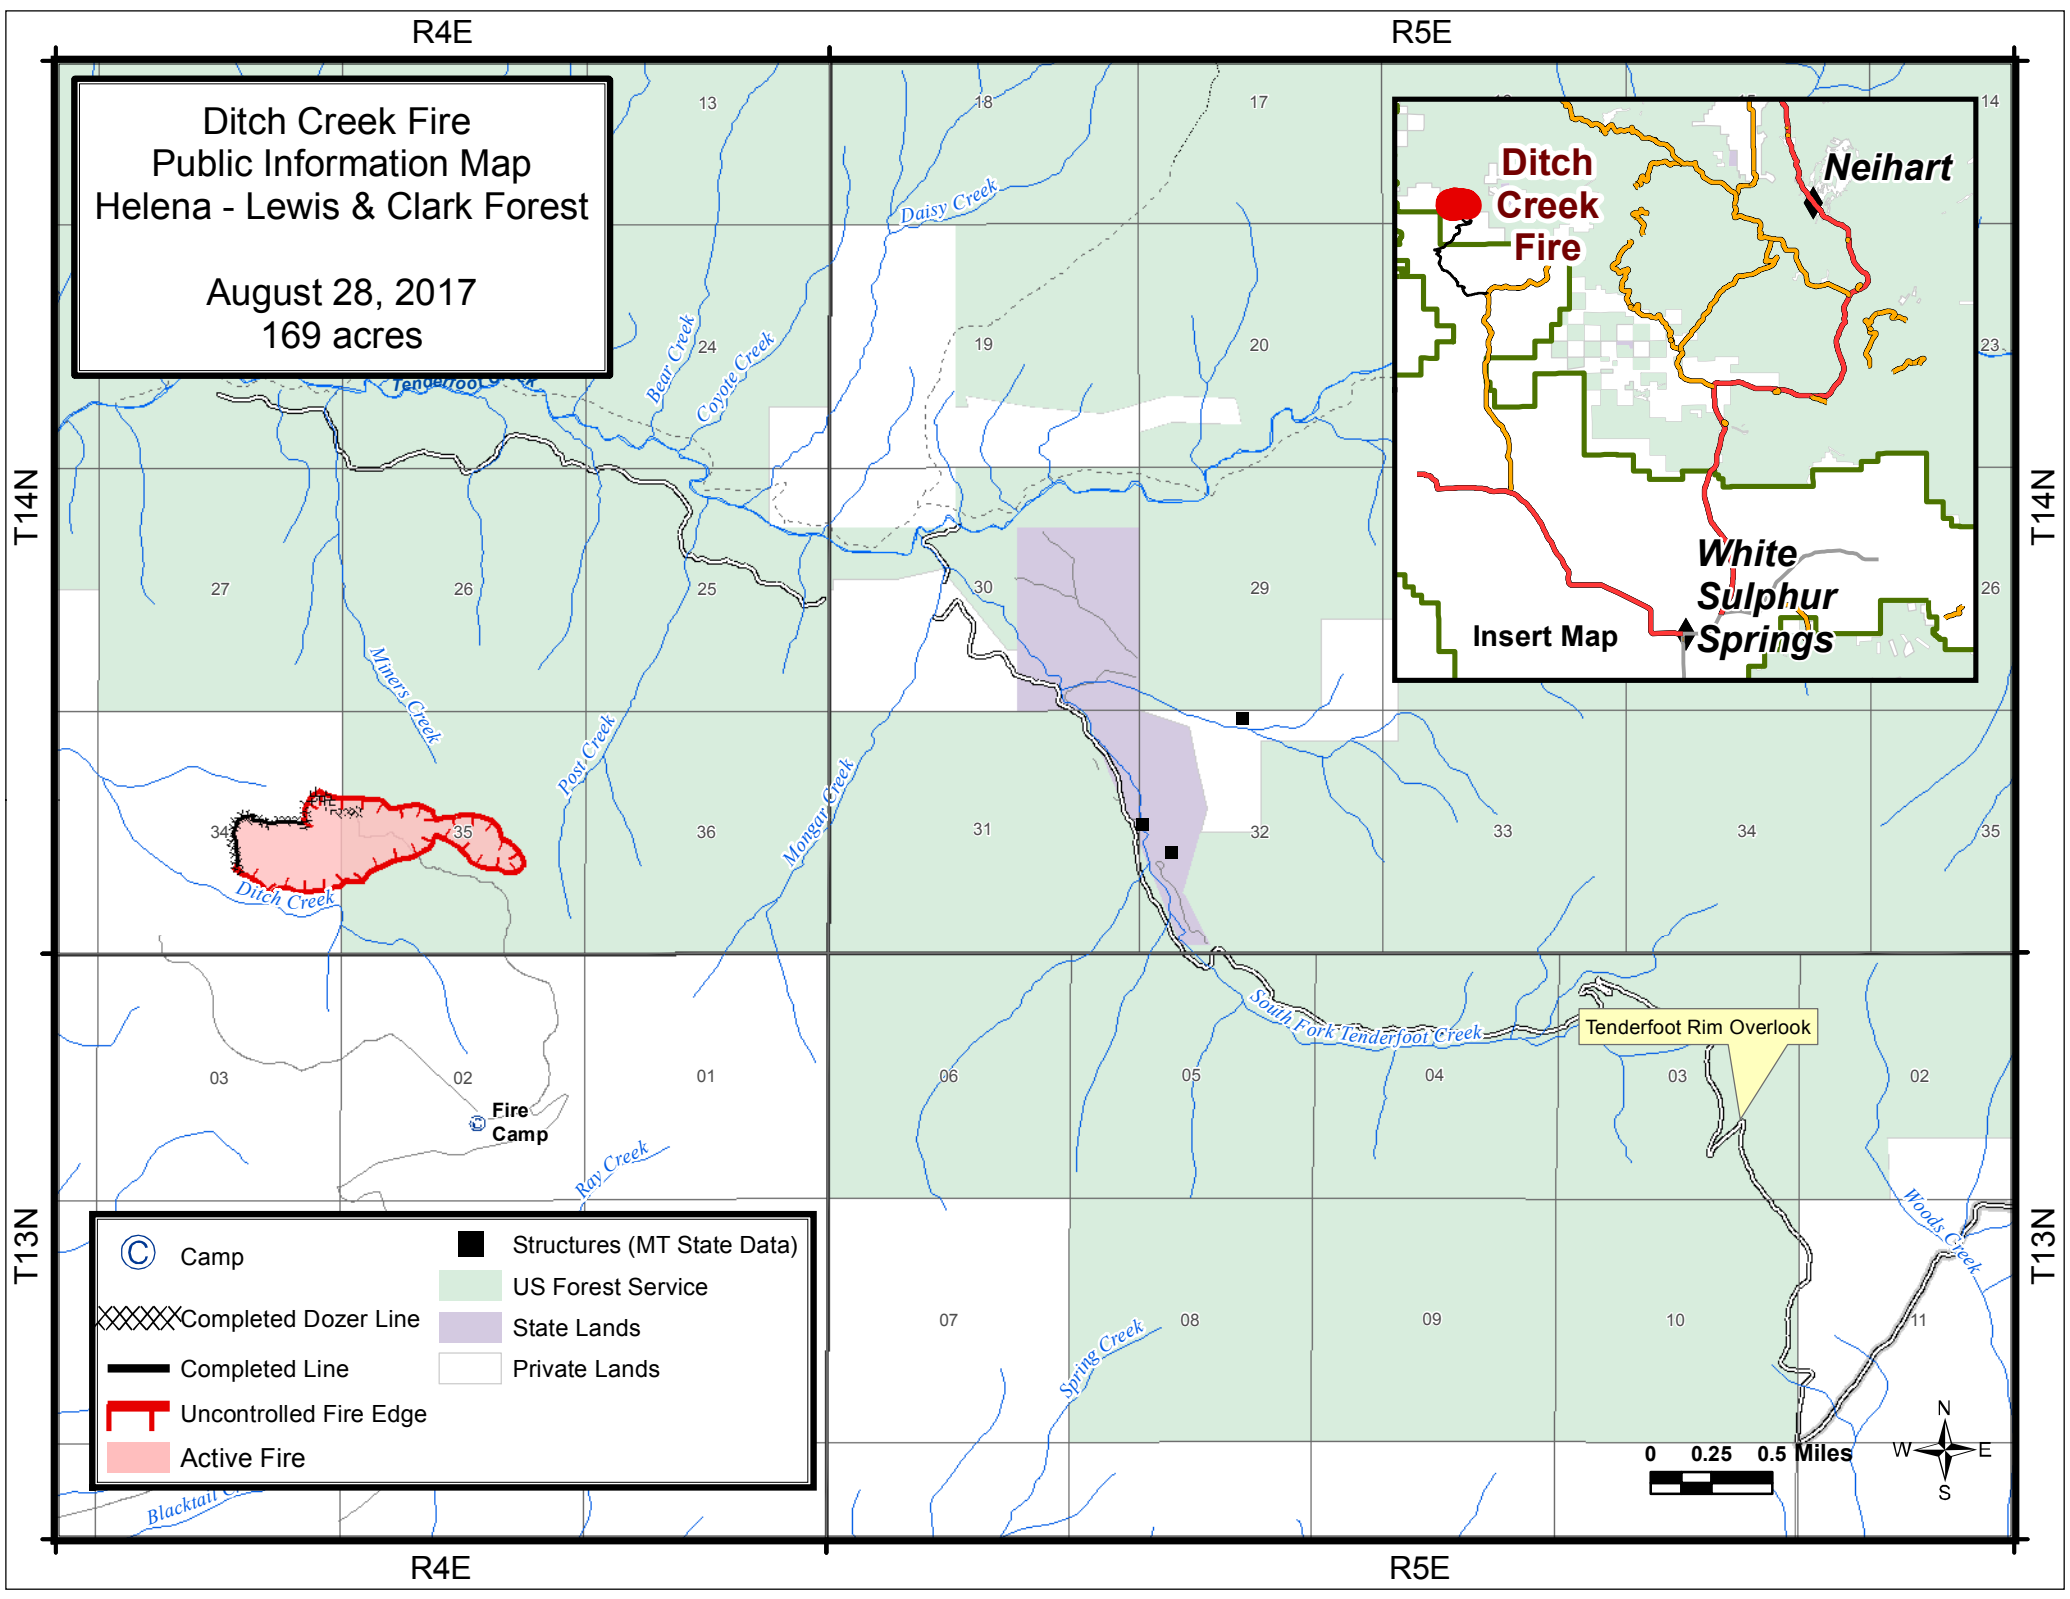 R4E
R5E
Ditch Creek Fire
Public Information Map
Helena - Lewis & Clark Forest
August 28, 2017
169 acres
13
18
17
14
Ditch
Creek
Fire
Neihart
White
Sulphur
Springs
Insert Map
Daisy Creek
24
19
20
23
Bear Creek
Coyote Creek
Tenderfoot Creek
T14N
T14N
27
26
25
30
29
26
Miners Creek
Post Creek
Mongar Creek
34
35
36
31
32
33
34
35
Ditch Creek
South Fork Tenderfoot Creek
Tenderfoot Rim Overlook
03
02
01
06
05
04
03
02
Fire
Camp
Ray Creek
Woods Creek
T13N
T13N
Camp
Completed Dozer Line
Completed Line
Uncontrolled Fire Edge
Active Fire
Structures (MT State Data)
US Forest Service
State Lands
Private Lands
07
08
09
10
11
Spring Creek
Blacktail
0 0.25 0.5 Miles
N
W E
S
R4E
R5E